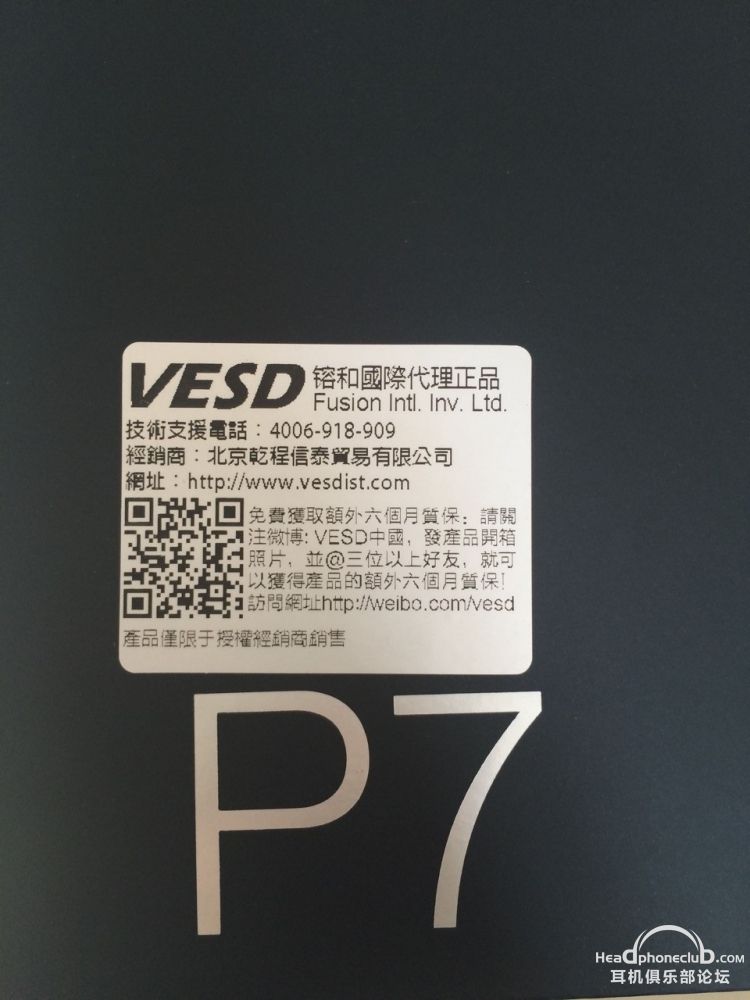 VESD 镕和國際代理正品
Fusion Intl. Inv. Ltd.
技術支援電話：4006-918-909
經銷商：北京乾程信泰貿易有限公司
網址：http://www.vesdist.com
免費獲取額外六個月質保：請關
注微博: VESD中國，發產品開箱
照片，並@三位以上好友，就可
以獲得產品的額外六個月質保！
訪問網址http://weibo.com/vesd
產品僅限于授權經銷商銷售
P7
HeadphoneclubD.com
耳机俱乐部论坛